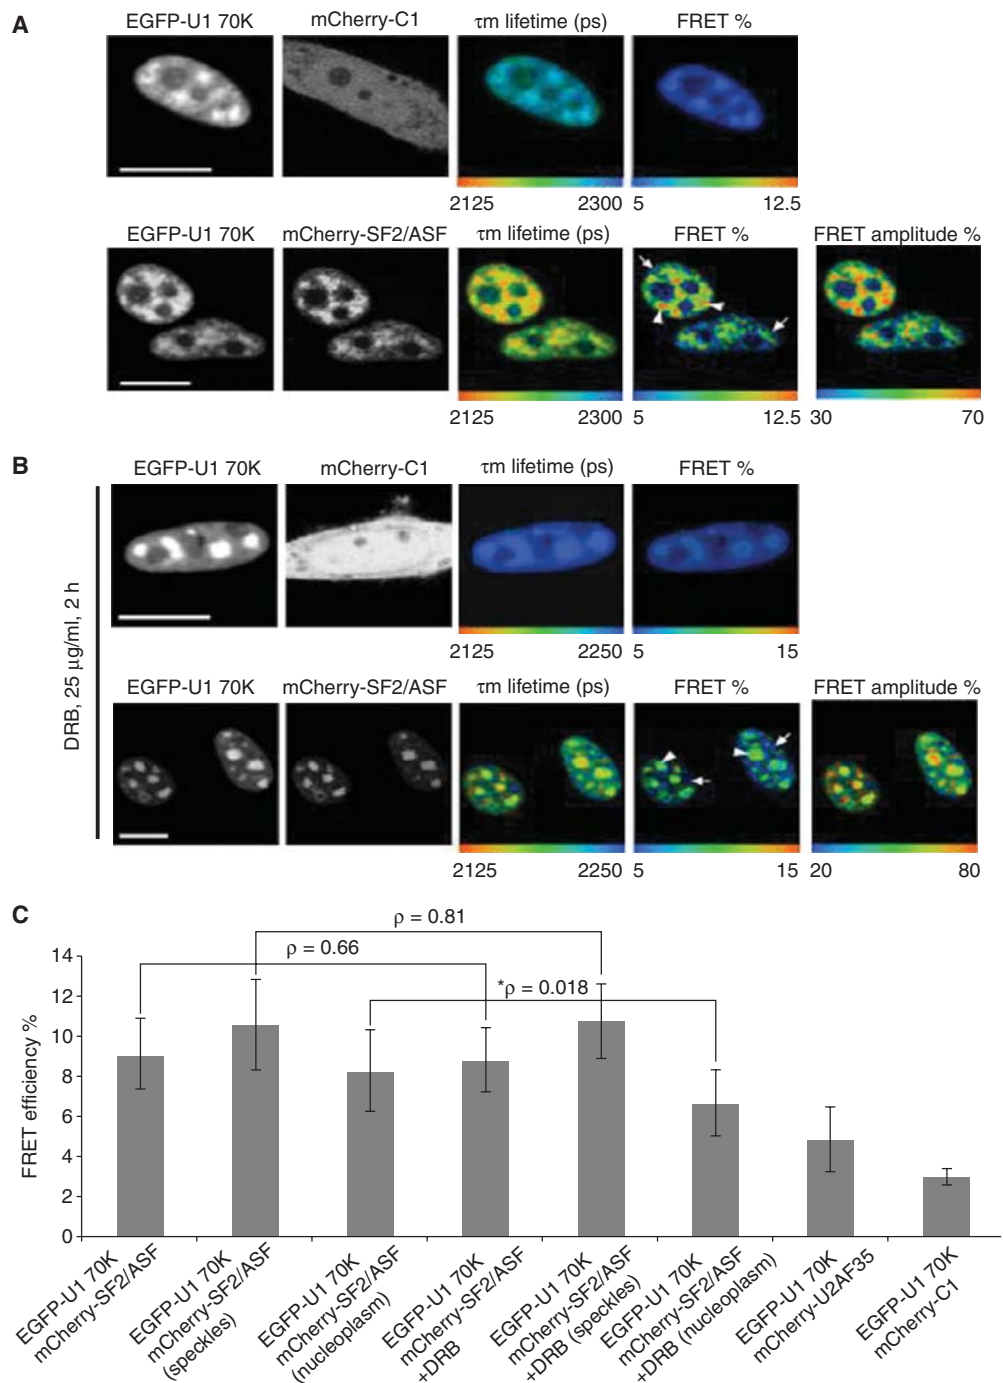 A
EGFP-U1 70K mCherry-C1 τm lifetime (ps) FRET %
2125 2300 5 12.5
EGFP-U1 70K mCherry-SF2/ASF τm lifetime (ps) FRET % FRET amplitude %
2125 2300 5 12.5 30 70
B
DRB, 25 μg/ml, 2 h
EGFP-U1 70K mCherry-C1 τm lifetime (ps) FRET %
2125 2250 5 15
EGFP-U1 70K mCherry-SF2/ASF τm lifetime (ps) FRET % FRET amplitude %
2125 2250 5 15 20 80
C
ρ = 0.81
ρ = 0.66
*ρ = 0.018
FRET efficiency %
14
12
10
8
6
4
2
0
EGFP-U1 70K
mCherry-SF2/ASF
EGFP-U1 70K
mCherry-SF2/ASF
(speckles)
EGFP-U1 70K
mCherry-SF2/ASF
(nucleoplasm)
EGFP-U1 70K
mCherry-SF2/ASF
+DRB
EGFP-U1 70K
mCherry-SF2/ASF
+DRB (speckles)
EGFP-U1 70K
mCherry-SF2/ASF
+DRB (nucleoplasm)
EGFP-U1 70K
mCherry-U2AF35
EGFP-U1 70K
mCherry-C1